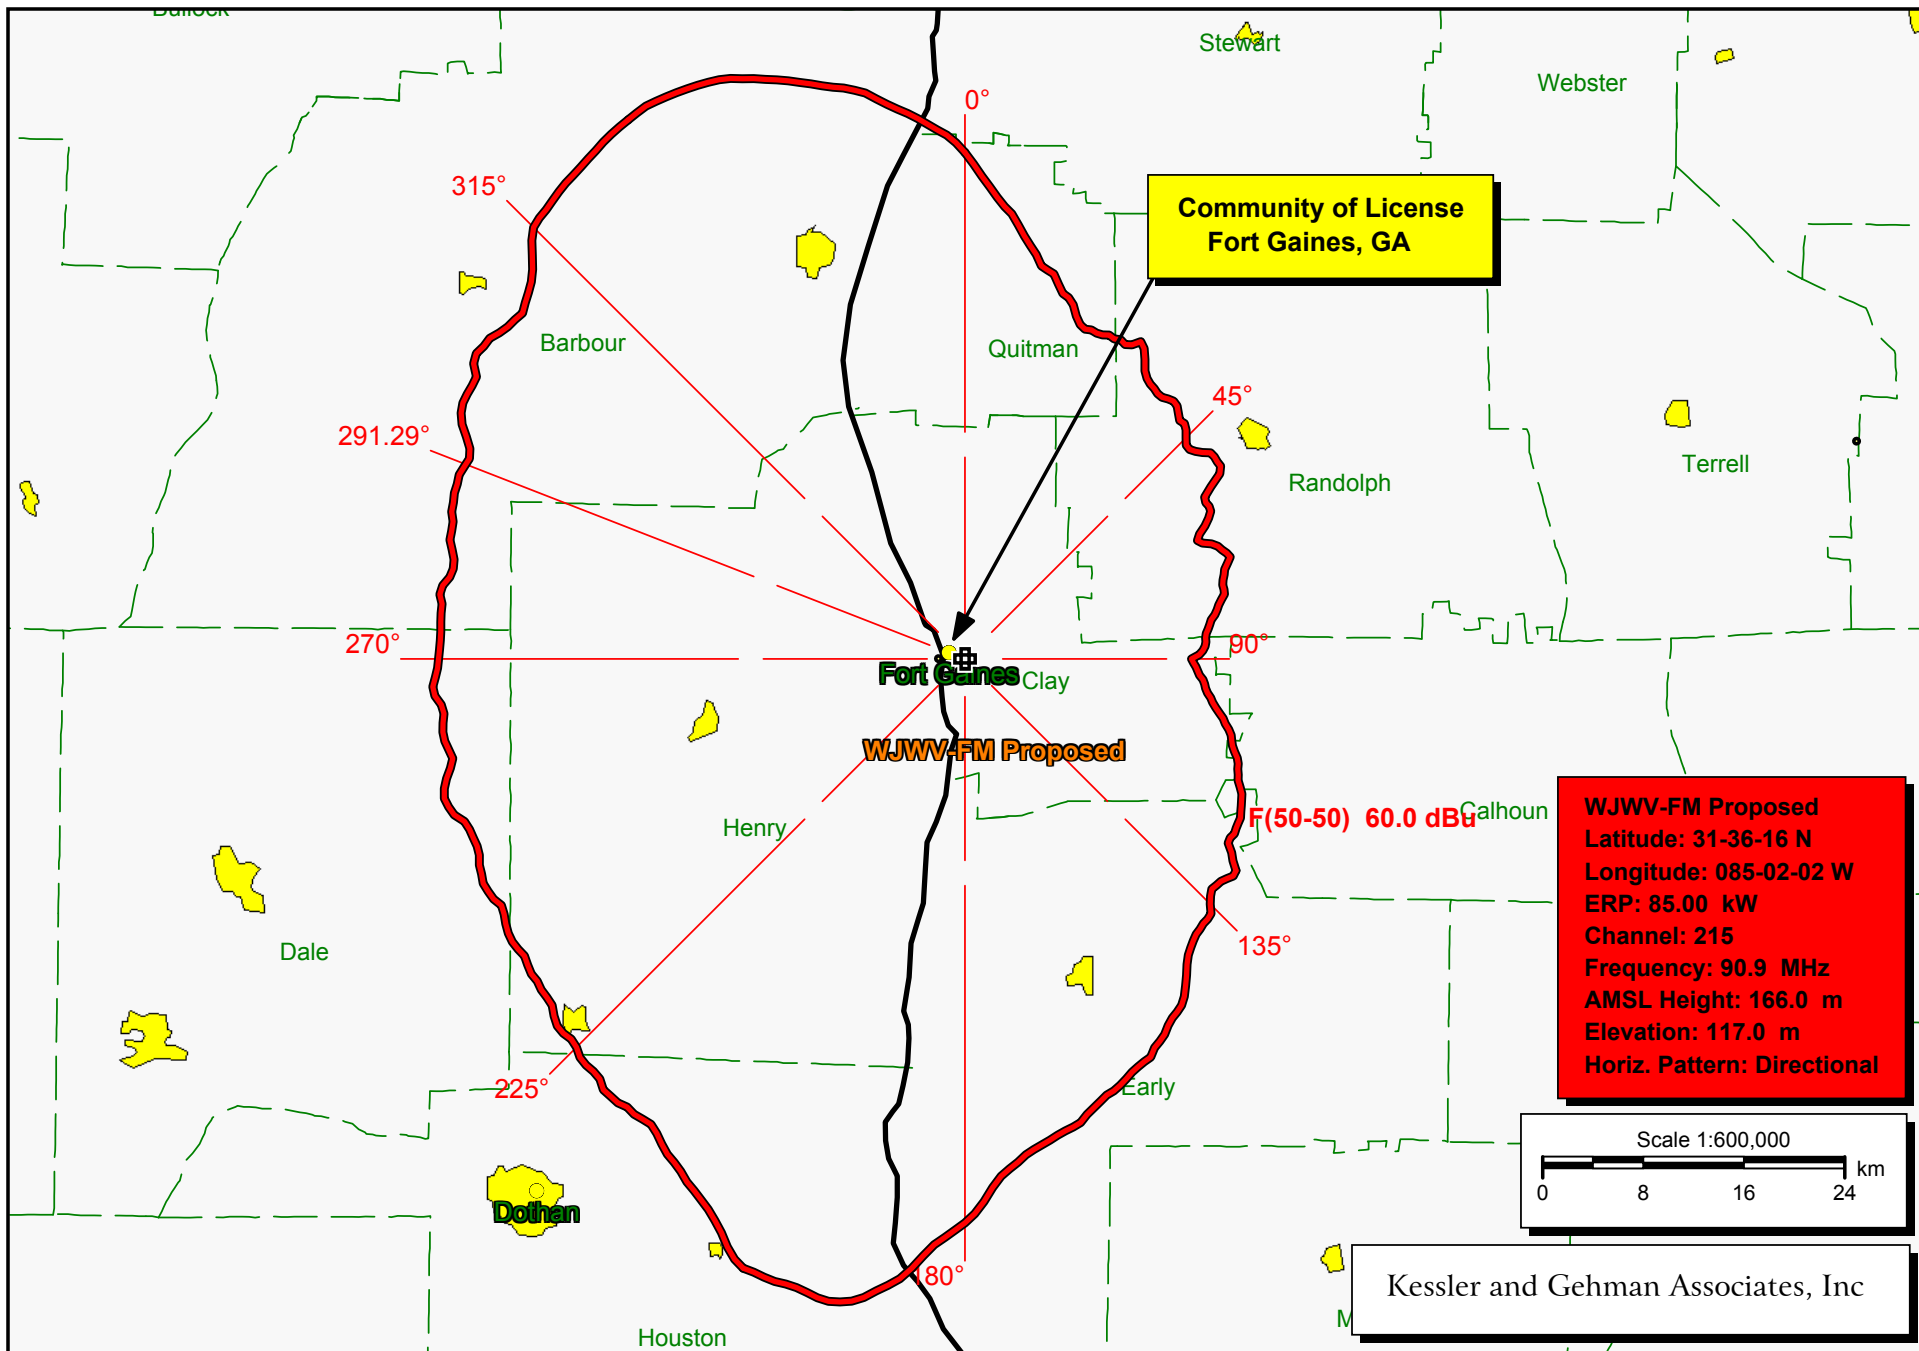 Bullock
Stewart
Webster
0°
315°
Community of License
Fort Gaines, GA
Barbour
Quitman
45°
291.29°
Terrell
Randolph
270°
90°
Fort Gaines
Clay
WJWV-FM Proposed
Henry
F(50-50) 60.0 dBu
Calhoun
WJWV-FM Proposed
Latitude: 31-36-16 N
Longitude: 085-02-02 W
ERP: 85.00 kW
Channel: 215
Frequency: 90.9 MHz
AMSL Height: 166.0 m
Elevation: 117.0 m
Horiz. Pattern: Directional
Dale
135°
225°
Early
Scale 1:600,000
km
0 8 16 24
Dothan
180°
Kessler and Gehman Associates, Inc
Houston